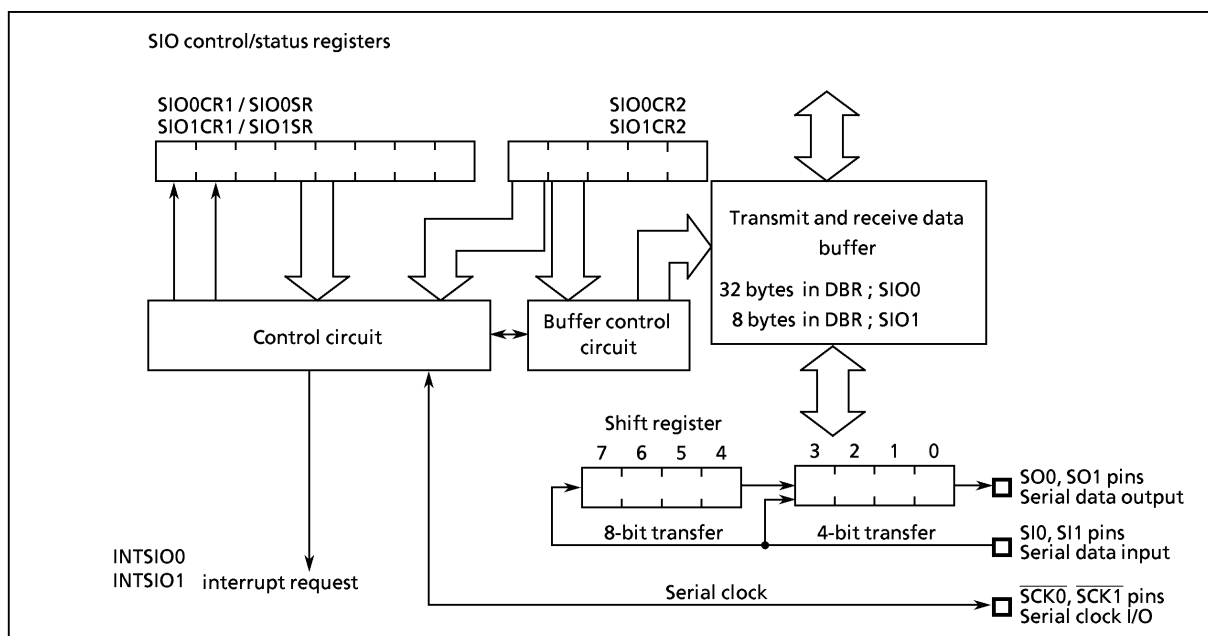 SIO control/status registers
SIO0CR1 / SIO0SR
SIO1CR1 / SIO1SR
SIO0CR2
SIO1CR2
Transmit and receive data
buffer
32 bytes in DBR ; SIO0
8 bytes in DBR ; SIO1
Control circuit
Buffer control
circuit
Shift register
7 6 5 4
3 2 1 0
SO0, SO1 pins
Serial data output
8-bit transfer
4-bit transfer
SI0, SI1 pins
Serial data input
INTSIO0
INTSIO1 interrupt request
Serial clock
S̅C̅K̅0̅, S̅C̅K̅1̅ pins
Serial clock I/O